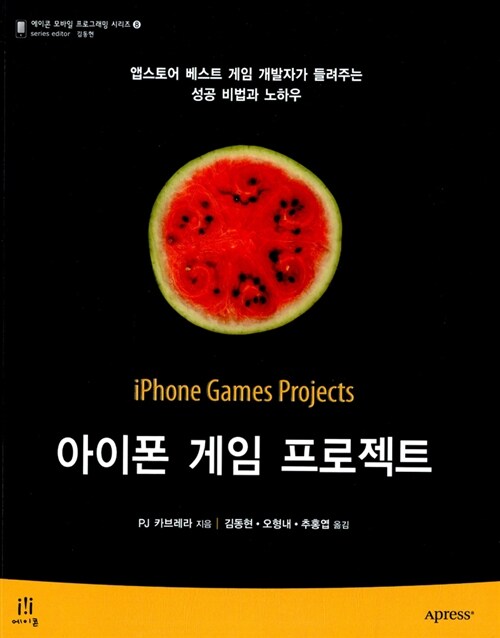 에이콘 모바일 프로그래밍 시리즈 8
series editor 김동현
앱스토어 베스트 게임 개발자가 들려주는
성공 비법과 노하우
iPhone Games Projects
아이폰 게임 프로젝트
PJ 카브레라 지음 | 김동현 • 오형내 • 추홍엽 옮김
에이콘
Apress®